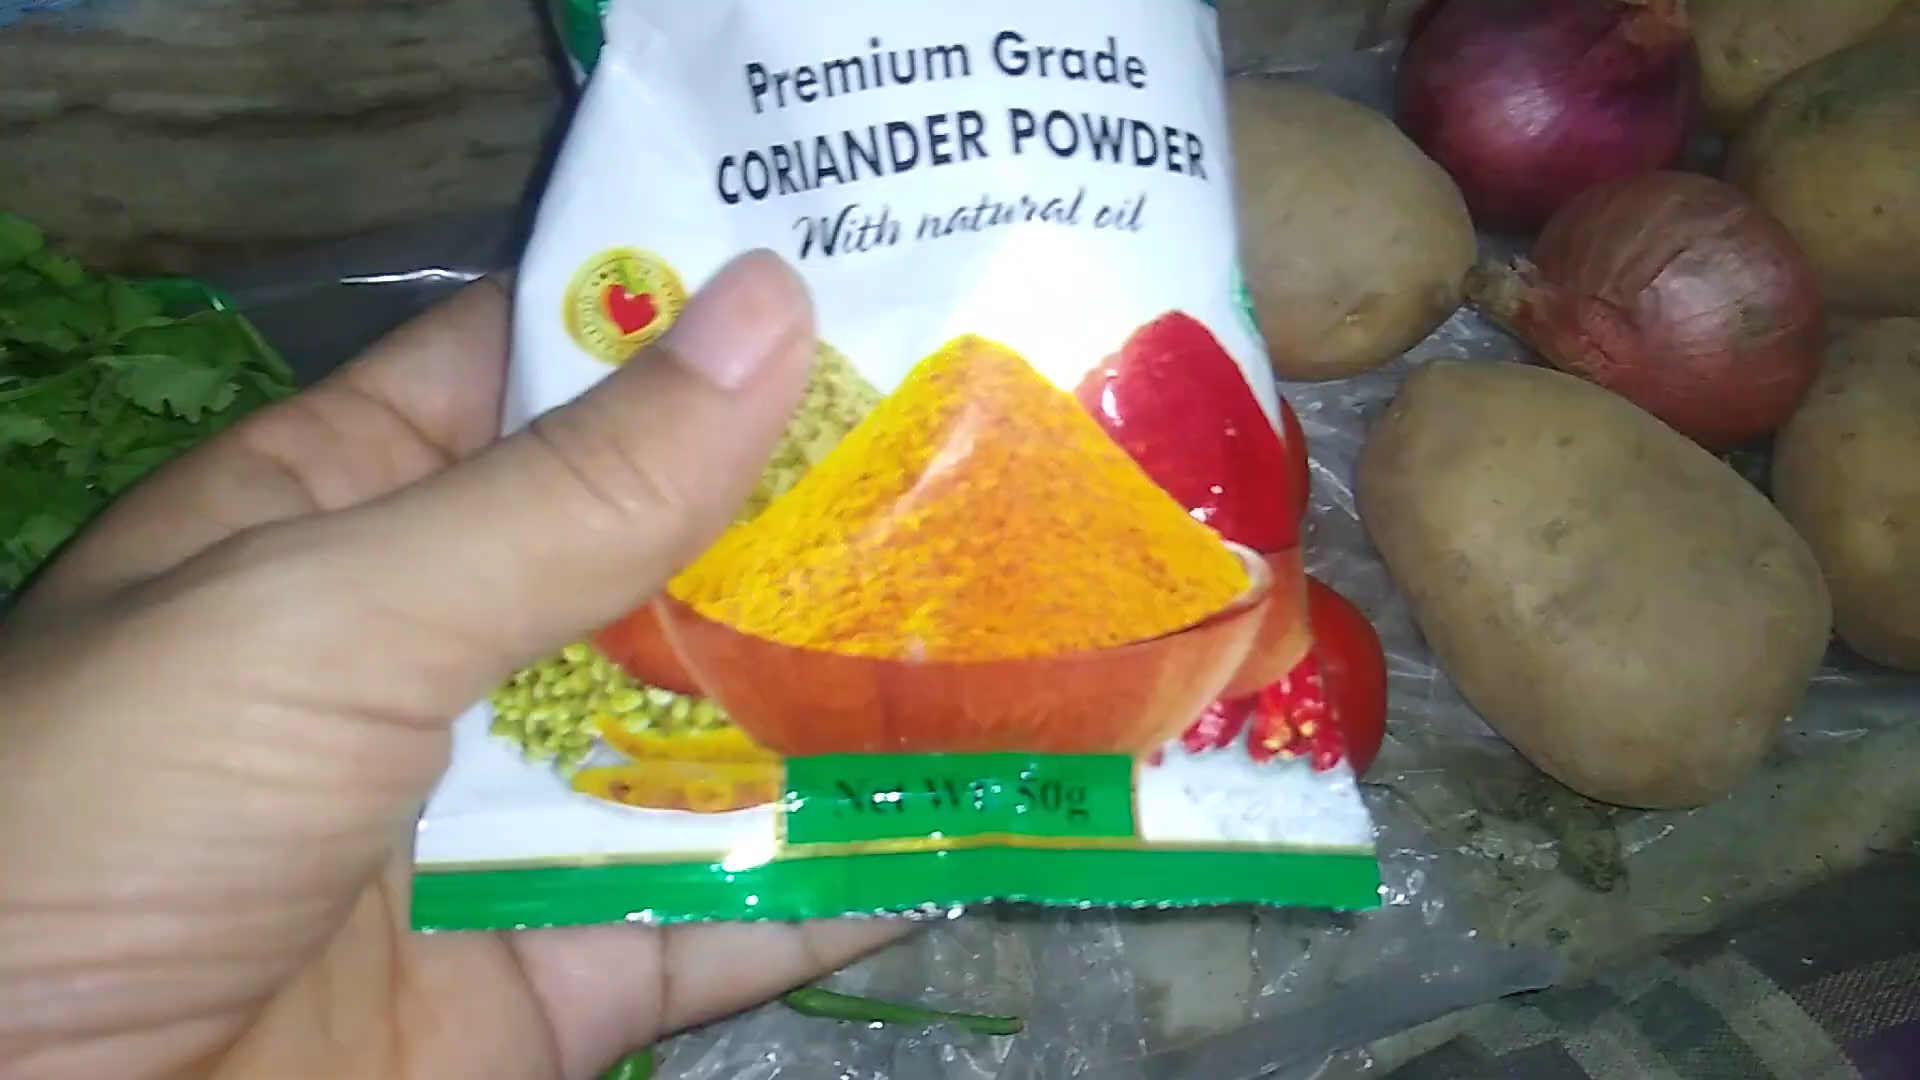 Premium Grade
CORIANDER POWDER
With natural oil
Net WT 50g